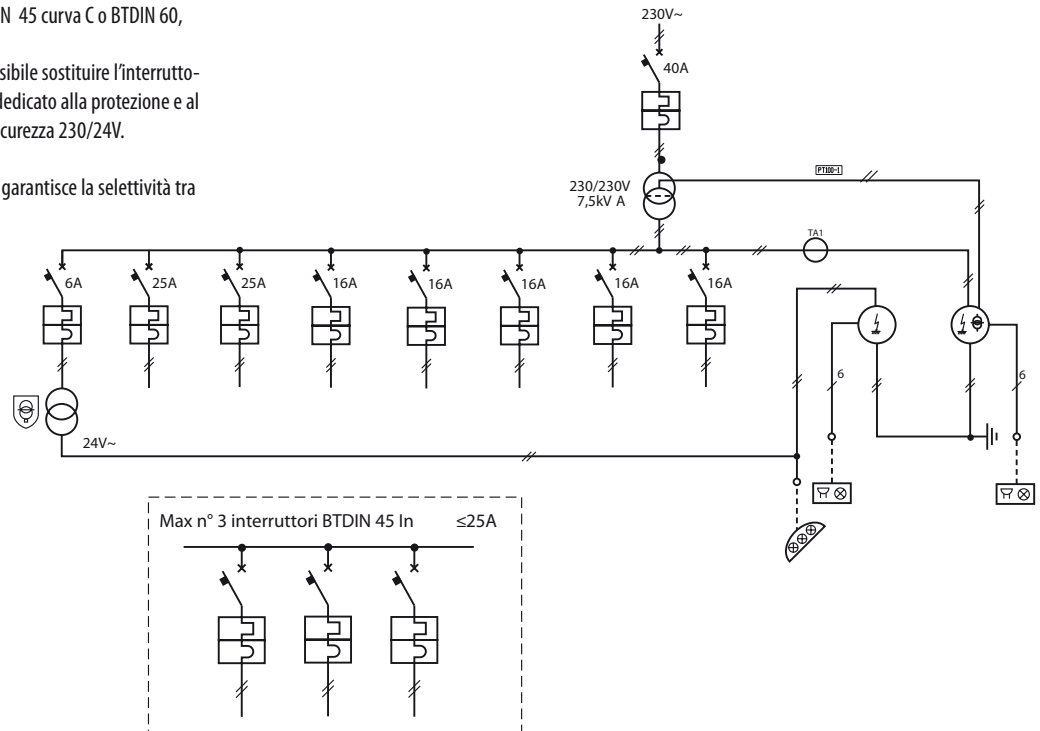 N 45 curva C o BTDIN 60,
sibile sostituire l'interrutto-
dedicato alla protezione e al
curezza 230/24V.
garantisce la selettività tra
230V~
40A
PT100-1
230/230V
7,5kV A
TA1
6A
25A
25A
16A
16A
16A
16A
16A
6
6
24V~
Max n° 3 interruttori BTDIN 45 In ≤25A